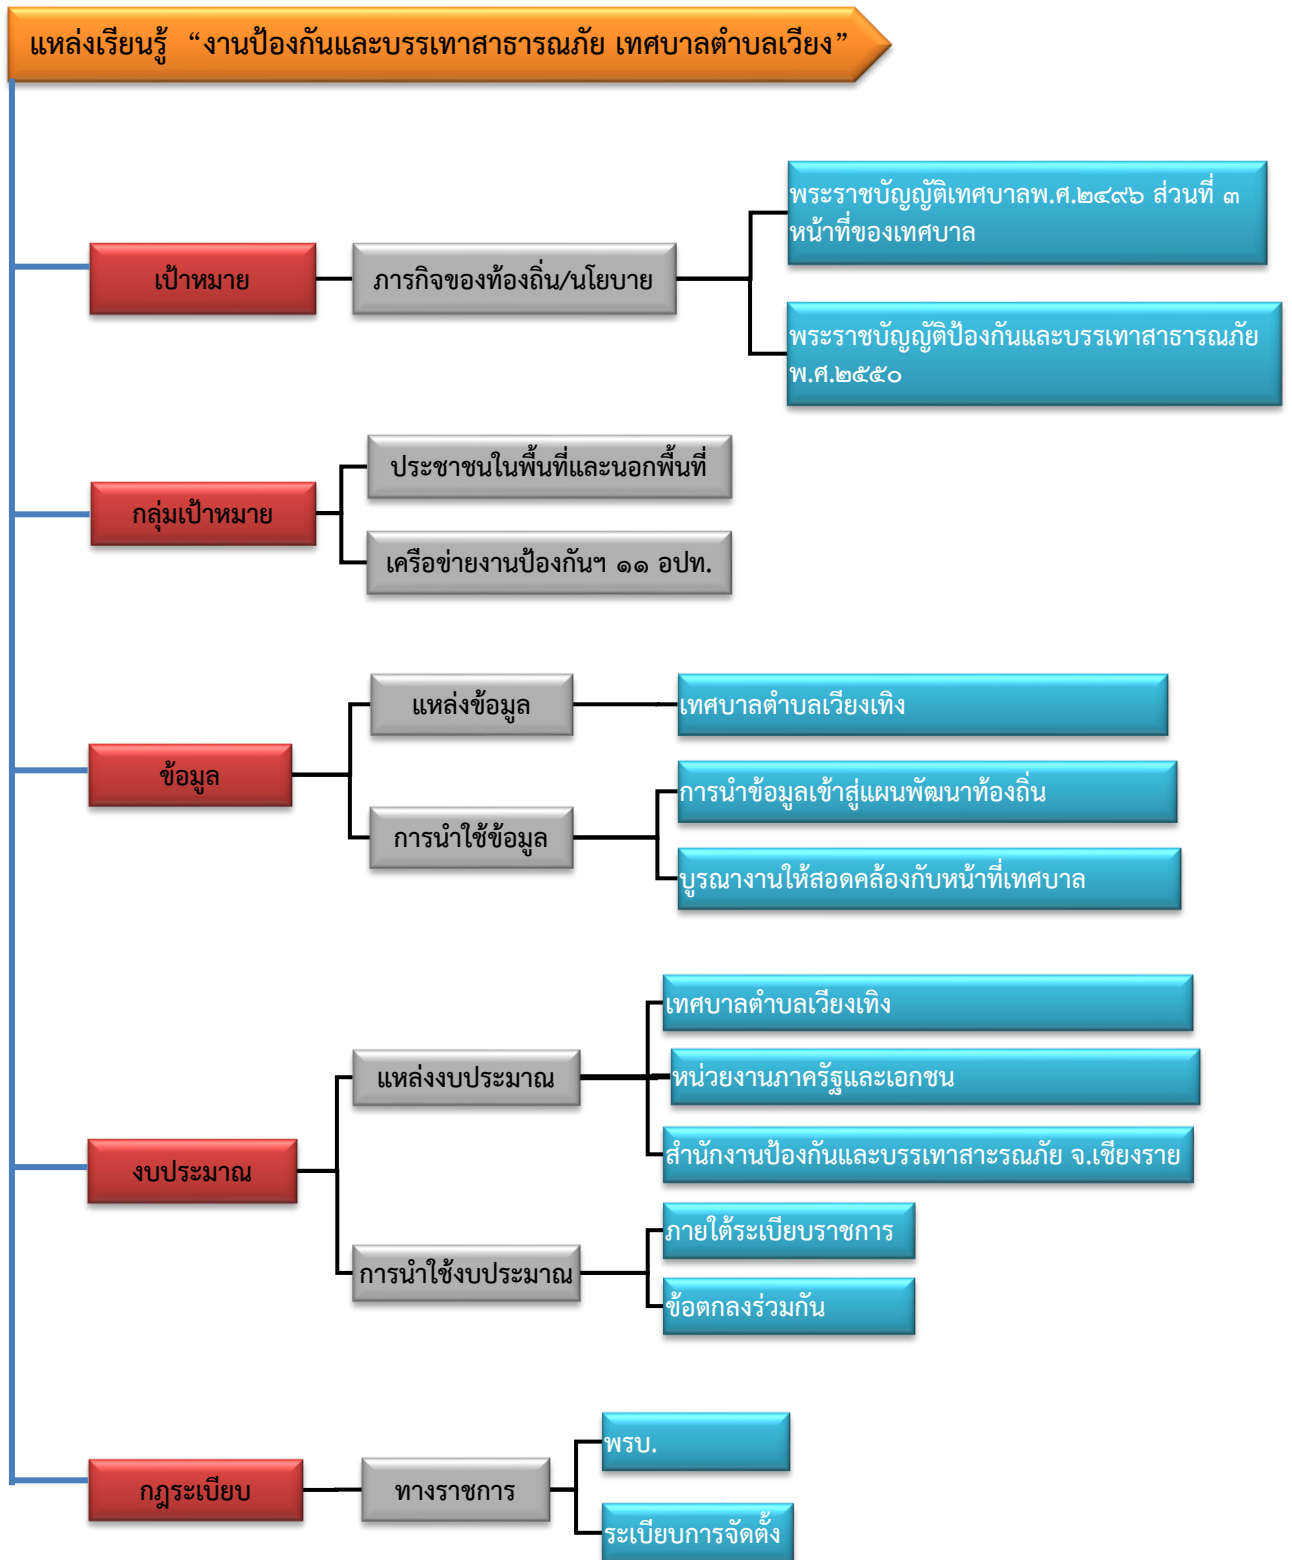 แหล่งเรียนรู้ “งานป้องกันและบรรเทาสาธารณภัย เทศบาลตำบลเวียง”
พระราชบัญญัติเทศบาลพ.ศ.๒๔๙๖ ส่วนที่ ๓
หน้าที่ของเทศบาล
เป้าหมาย
ภารกิจของท้องถิ่น/นโยบาย
พระราชบัญญัติป้องกันและบรรเทาสาธารณภัย
พ.ศ.๒๕๕๐
ประชาชนในพื้นที่และนอกพื้นที่
กลุ่มเป้าหมาย
เครือข่ายงานป้องกันฯ ๑๑ อปท.
แหล่งข้อมูล
เทศบาลตำบลเวียงเทิง
ข้อมูล
การนำข้อมูลเข้าสู่แผนพัฒนาท้องถิ่น
การนำใช้ข้อมูล
บูรณางานให้สอดคล้องกับหน้าที่เทศบาล
เทศบาลตำบลเวียงเทิง
แหล่งงบประมาณ
หน่วยงานภาครัฐและเอกชน
สำนักงานป้องกันและบรรเทาสาะรณภัย จ.เชียงราย
งบประมาณ
ภายใต้ระเบียบราชการ
การนำใช้งบประมาณ
ข้อตกลงร่วมกัน
พรบ.
กฎระเบียบ
ทางราชการ
ระเบียบการจัดตั้ง